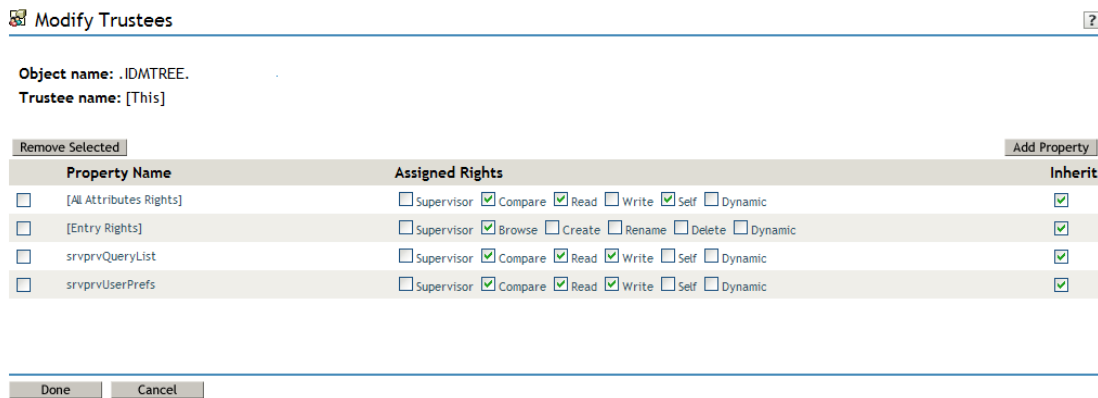 Modify Trustees
?
Object name: .IDMTREE.
Trustee name: [This]
Remove Selected Add Property
Property Name Assigned Rights Inherit
[All Attributes Rights] Supervisor Compare Read Write Self Dynamic
[Entry Rights] Supervisor Browse Create Rename Delete Dynamic
srvprvQueryList Supervisor Compare Read Write Self Dynamic
srvprvUserPrefs Supervisor Compare Read Write Self Dynamic
Done Cancel